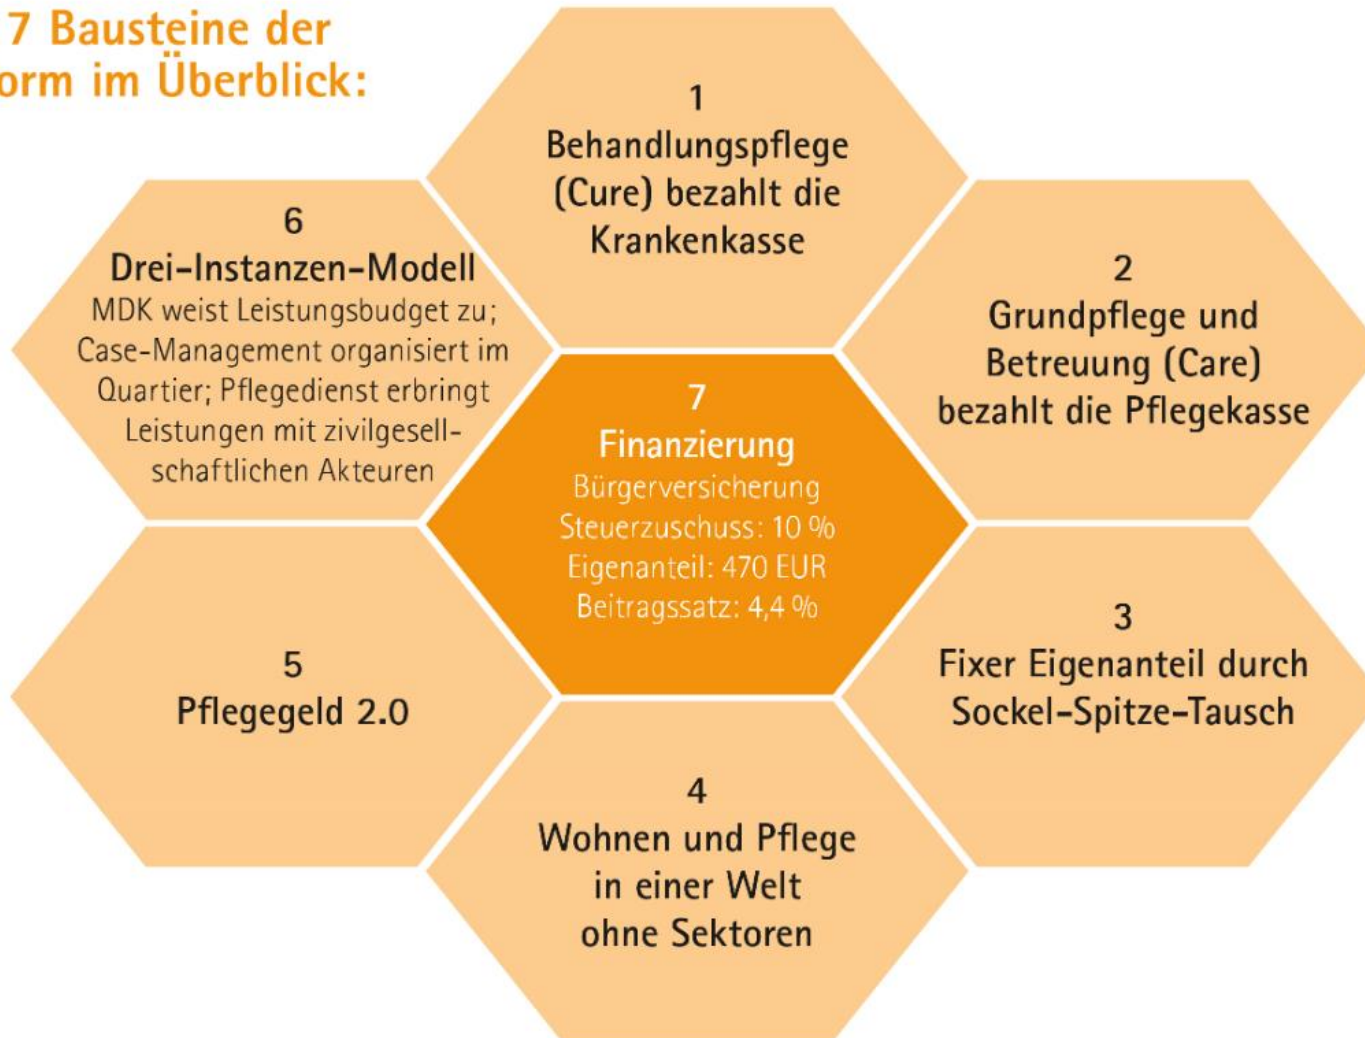 7 Bausteine der
orm im Überblick:
1
Behandlungspflege
(Cure) bezahlt die
Krankenkasse
2
Grundpflege und
Betreuung (Care)
bezahlt die Pflegekasse
3
Fixer Eigenanteil durch
Sockel-Spitze-Tausch
4
Wohnen und Pflege
in einer Welt
ohne Sektoren
5
Pflegegeld 2.0
6
Drei-Instanzen-Modell
MDK weist Leistungsbudget zu;
Case-Management organisiert im
Quartier; Pflegedienst erbringt
Leistungen mit zivilgesell-
schaftlichen Akteuren
7
Finanzierung
Bürgerversicherung
Steuerzuschuss: 10 %
Eigenanteil: 470 EUR
Beitragssatz: 4,4 %